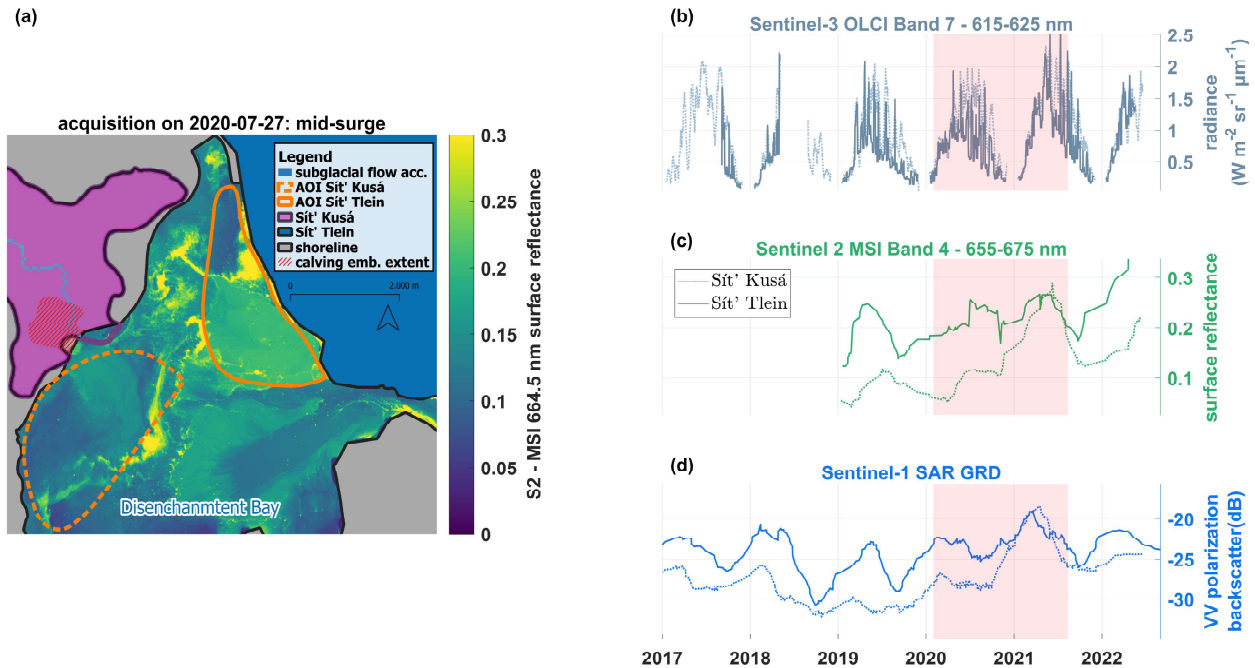 (a)
acquisition on 2020-07-27: mid-surge
Legend
subglacial flow acc.
AOI Sít' Kusá
AOI Sít' Tlein
Sít' Kusá
Sít' Tleln
shoreline
calving emb. extent
0
2.000 m
Disenchanmtent Bay
0.3
0.25
0.2
0.15
0.1
0.05
0
S2 - MSI 664.5 nm surface reflectance
(b)
Sentinel-3 OLCI Band 7 - 615-625 nm
2.5
2
1.5
1
0.5
radiance
(W m⁻² sr⁻¹ µm⁻¹)
(c)
Sentinel 2 MSI Band 4 - 655-675 nm
Sít' Kusá
Sít' Tlein
0.3
0.2
0.1
surface reflectance
(d)
Sentinel-1 SAR GRD
-20
-25
-30
VV polarization
backscatter(dB)
2017 2018 2019 2020 2021 2022